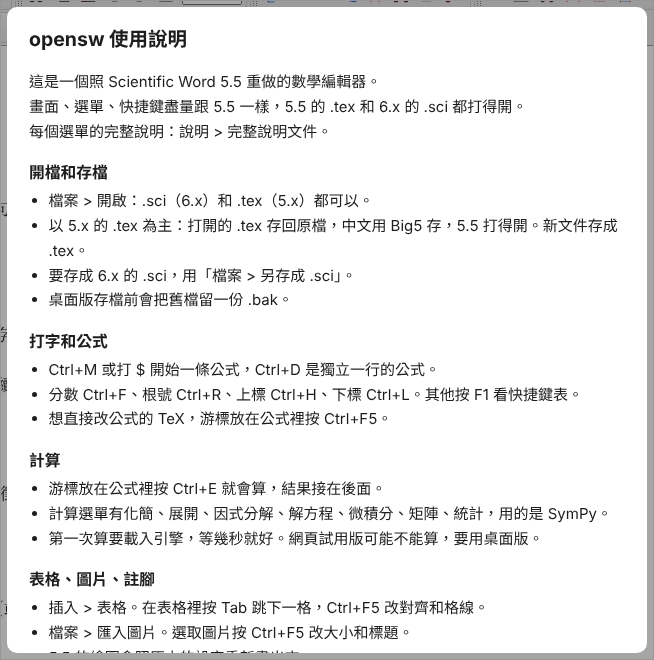 opensw 使用說明
這是一個照 Scientific Word 5.5 重做的數學編輯器。
畫面、選單、快捷鍵盡量跟 5.5 一�，5.5 的 .tex 和 6.x 的 .sci 都打得開。
每個選單的完整說明：說明 > 完整說明文件。
開檔和存檔
• 檔案 > 開啟：.sci（6.x）和 .tex（5.x）都可以。
• 以 5.x 的 .tex 為主：打開的 .tex 存回原檔，中文用 Big5 存，5.5 打得開。新文件存成
.tex。
• 要存成 6.x 的 .sci，用「檔案 > 另存成 .sci」。
• 桌面版存檔前會把舊檔留一份 .bak。
打字和公式
• Ctrl+M 或打 $ 開始一條公式，Ctrl+D 是獨立一行的公式。
• 分數 Ctrl+F、根號 Ctrl+R、上標 Ctrl+H、下標 Ctrl+L。其他按 F1 看快捷鍵表。
• 想直接改公式的 TeX，游標放在公式裡按 Ctrl+F5。
計算
• 游標放在公式裡按 Ctrl+E 就會算，結果接在後面。
• 計算選單有化簡、展開、因式分解、解方程、微積分、矩陣、統計，用的是 SymPy。
• 第一次算要載入引擎，等幾秒就好。網頁試用版可能不能算，要用桌面版。
表格、圖片、註腳
• 插入 > 表格。在表格裡按 Tab 跳下一格，Ctrl+F5 改對齊和格線。
• 檔案 > 匯入圖片。選取圖片按 Ctrl+F5 改大小和標題。